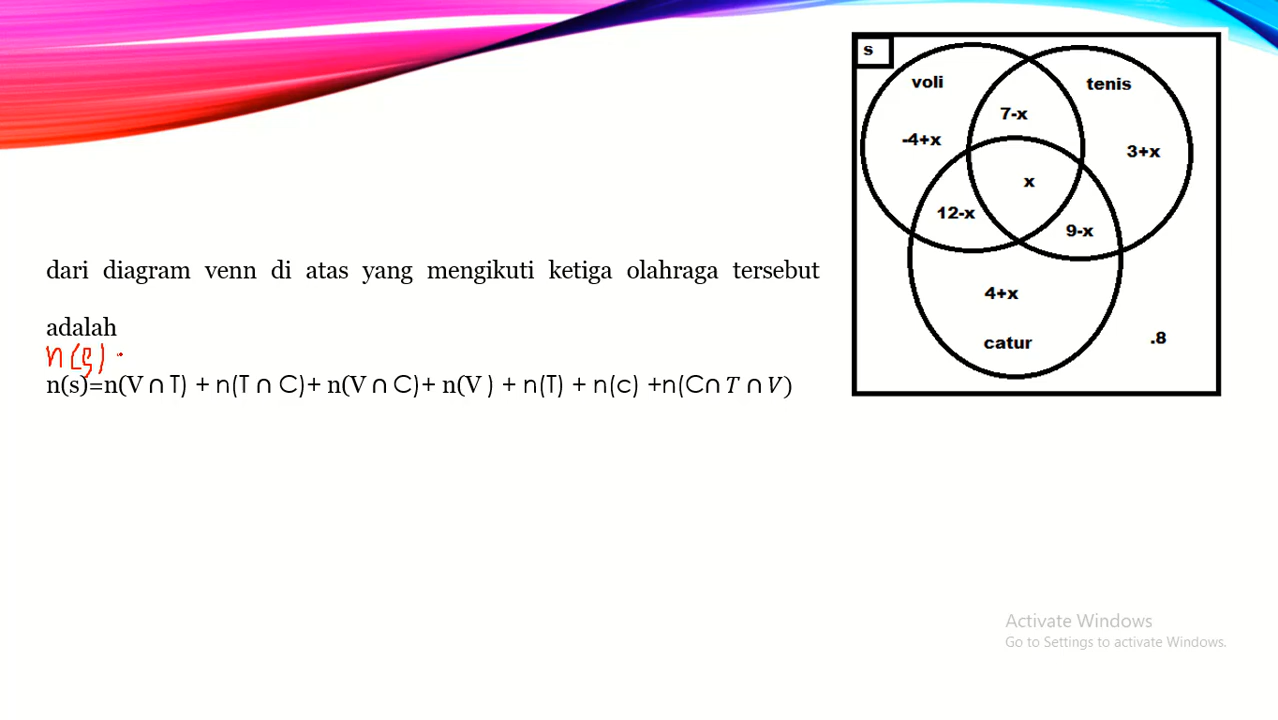 s
voli
tenis
7-x
-4+x
3+x
x
12-x
9-x
4+x
catur
.8
dari diagram venn di atas yang mengikuti ketiga olahraga tersebut
adalah
n(s)
n(s)=n(V ∩ T) + n(T ∩ C)+ n(V ∩ C)+ n(V ) + n(T) + n(c) +n(C∩ T ∩ V)
Activate Windows
Go to Settings to activate Windows.